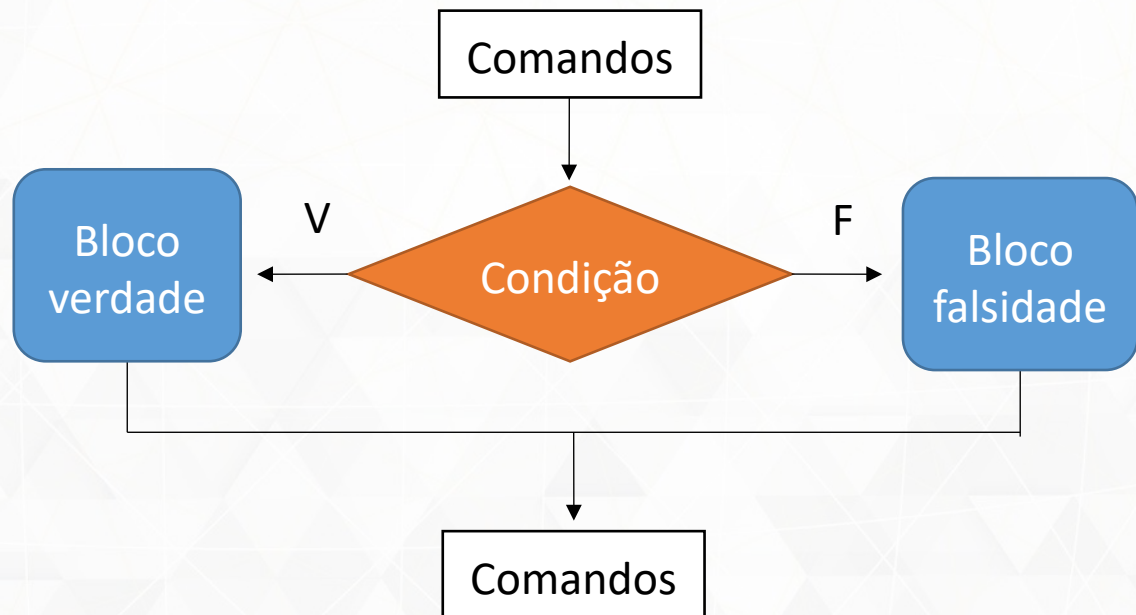 Comandos
V
F
Bloco
verdade
Condição
Bloco
falsidade
Comandos